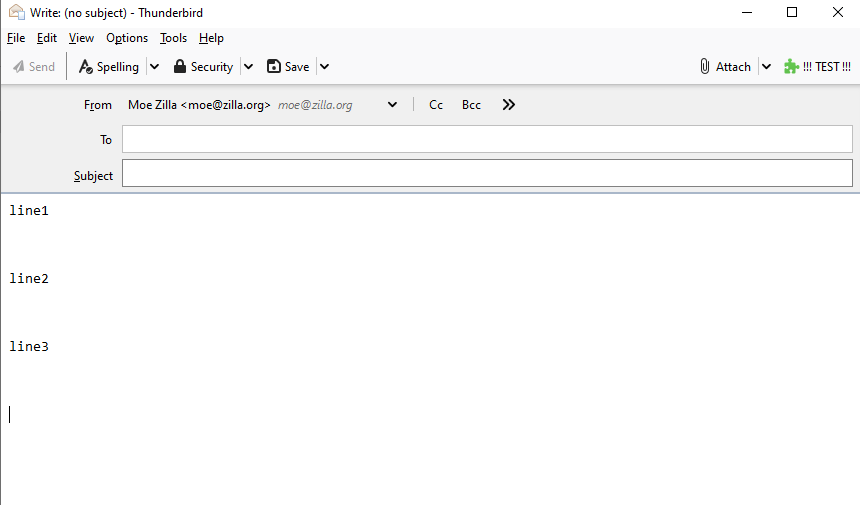 Write: (no subject) - Thunderbird
File Edit View Options Tools Help
Send Spelling Security Save Attach !!! TEST !!!
From Moe Zilla <moe@zilla.org> moe@zilla.org Cc Bcc
To
Subject
line1
line2
line3